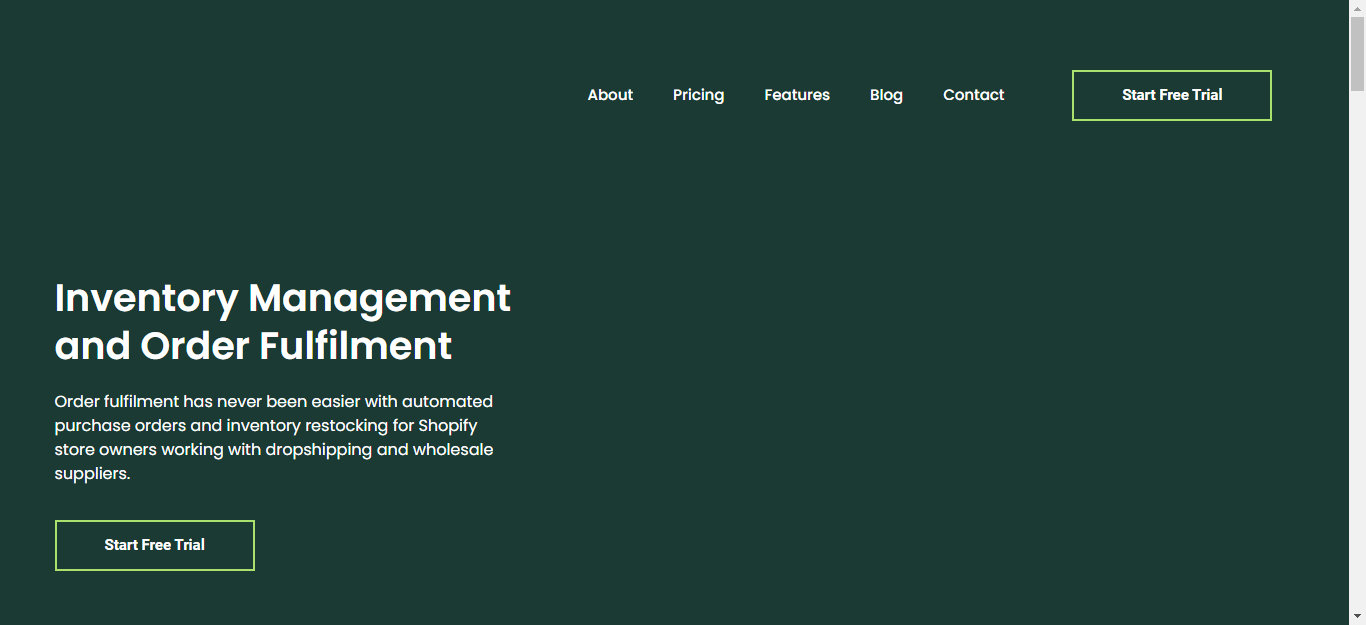 About
Pricing
Features
Blog
Contact
Start Free Trial
Inventory Management
and Order Fulfilment
Order fulfilment has never been easier with automated
purchase orders and inventory restocking for Shopify
store owners working with dropshipping and wholesale
suppliers.
Start Free Trial